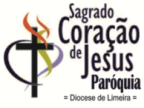 Sagrado
Coração
de Jesus
Paróquia
= Diocese de Limeira =